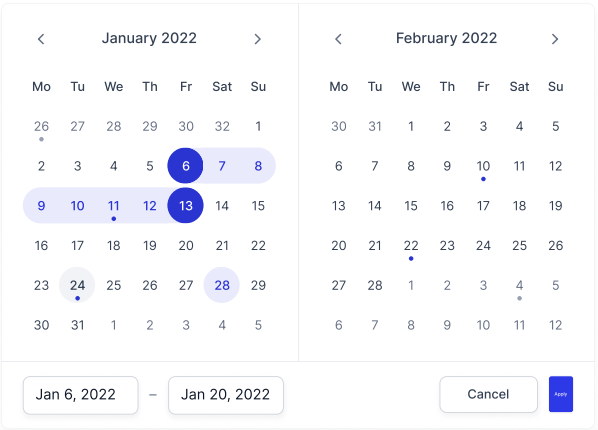 January 2022
Mo Tu We Th Fr Sat Su
26 27 28 29 30 32 1
2 3 4 5 6 7 8
9 10 11 12 13 14 15
16 17 18 19 20 21 22
23 24 25 26 27 28 29
30 31 1 2 3 4 5
February 2022
Mo Tu We Th Fr Sat Su
30 31 1 2 3 4 5
6 7 8 9 10 11 12
13 14 15 16 17 18 19
20 21 22 23 24 25 26
27 28 1 2 3 4 5
6 7 8 9 10 11 12
Jan 6, 2022 – Jan 20, 2022
Cancel
Apply